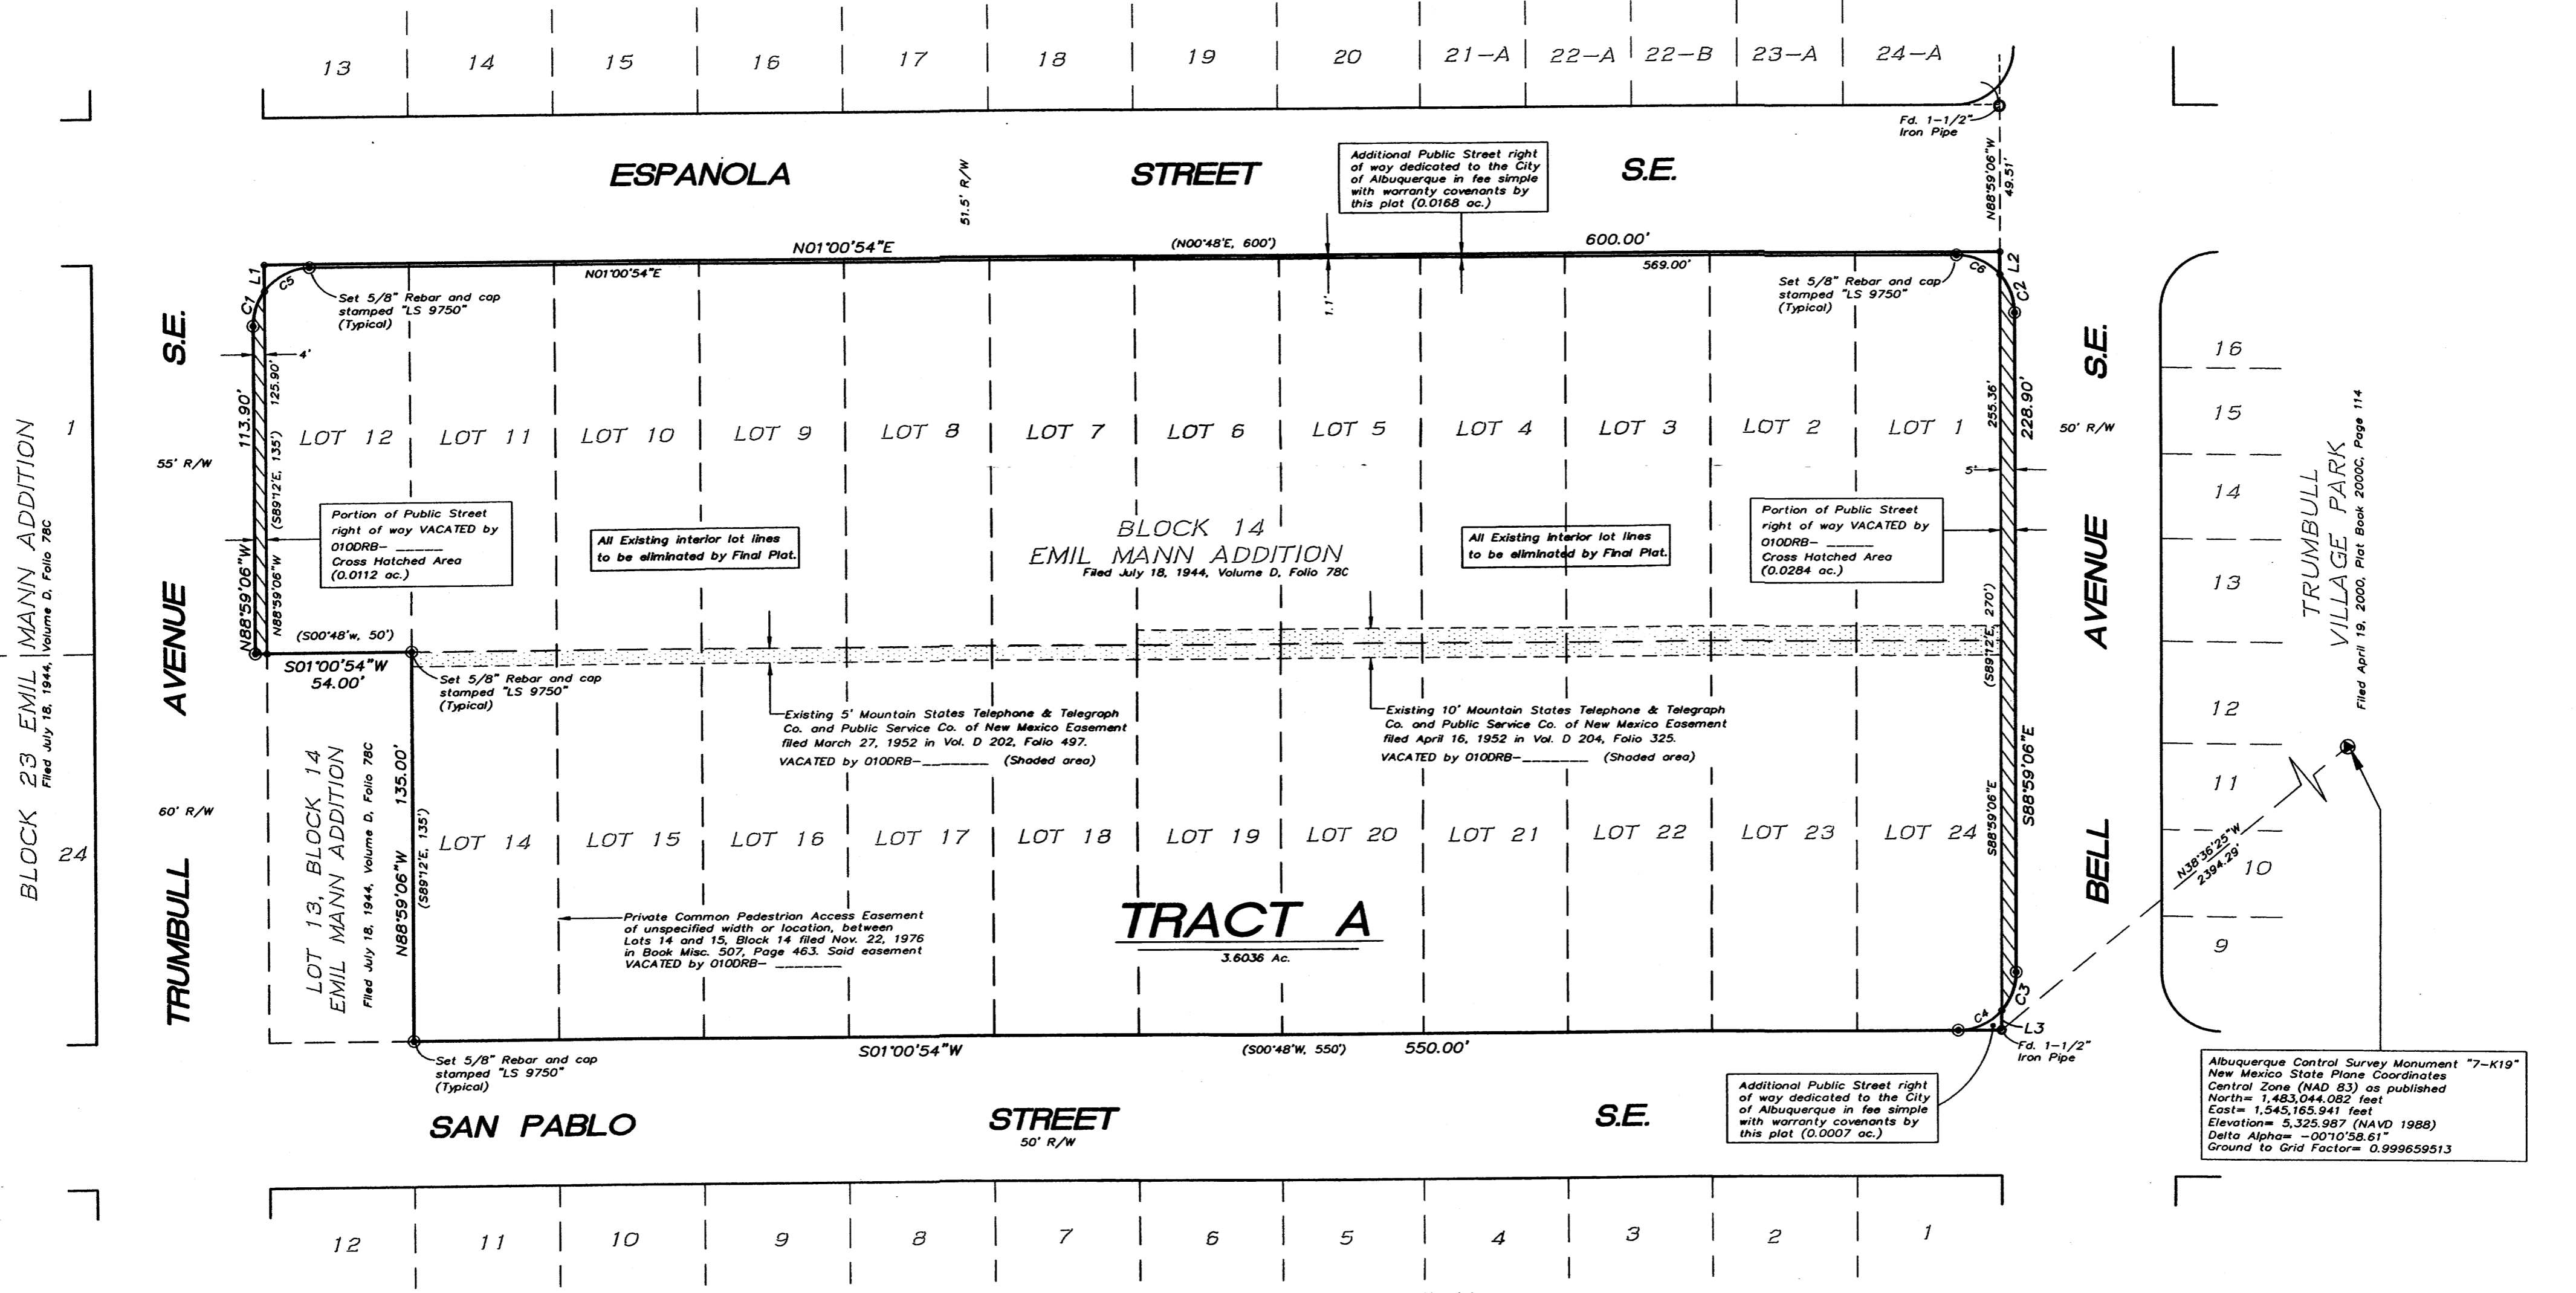 13 14 15 16 17 18 19 20 21-A 22-A 22-B 23-A 24-A
Fd. 1-1/2"
Iron Pipe
N88°59'06"W
49.51'
ESPANOLA STREET S.E.
51.5' R/W
Additional Public Street right
of way dedicated to the City
of Albuquerque in fee simple
with warranty covenants by
this plat (0.0168 ac.)
N01°00'54"E
(N00°48'E, 600')
600.00'
N01°00'54"E
569.00'
L1
C1
C5
C6
L2
C2
Set 5/8" Rebar and cap
stamped "LS 9750"
(Typical)
1.1'
Set 5/8" Rebar and cap
stamped "LS 9750"
(Typical)
4'
113.90'
125.90'
(S89°12'E, 135')
N88°59'06"W
N88°59'06"W
TRUMBULL AVENUE S.E.
55' R/W
60' R/W
BLOCK 23 EMIL MANN ADDITION
Filed July 18, 1944, Volume D, Folio 78C
1
24
LOT 12 LOT 11 LOT 10 LOT 9 LOT 8 LOT 7 LOT 6 LOT 5 LOT 4 LOT 3 LOT 2 LOT 1
255.36'
228.90'
5'
50' R/W
BELL AVENUE S.E.
Portion of Public Street
right of way VACATED by
010DRB- _____
Cross Hatched Area
(0.0112 ac.)
All Existing interior lot lines
to be eliminated by Final Plat.
BLOCK 14
EMIL MANN ADDITION
Filed July 18, 1944, Volume D, Folio 78C
All Existing interior lot lines
to be eliminated by Final Plat.
Portion of Public Street
right of way VACATED by
010DRB- _____
Cross Hatched Area
(0.0284 ac.)
(S89°12'E, 270')
S88°59'06"E
S88°59'06"E
(S00°48'w, 50')
S01°00'54"W
54.00'
Set 5/8" Rebar and cap
stamped "LS 9750"
(Typical)
Existing 5' Mountain States Telephone & Telegraph
Co. and Public Service Co. of New Mexico Easement
filed March 27, 1952 in Vol. D 202, Folio 497.
VACATED by 010DRB-_______ (Shaded area)
Existing 10' Mountain States Telephone & Telegraph
Co. and Public Service Co. of New Mexico Easement
filed April 16, 1952 in Vol. D 204, Folio 325.
VACATED by 010DRB-_______ (Shaded area)
LOT 13, BLOCK 14
EMIL MANN ADDITION
Filed July 18, 1944, Volume D, Folio 78C
N88°59'06"W 135.00'
(S89°12'E, 135')
LOT 14 LOT 15 LOT 16 LOT 17 LOT 18 LOT 19 LOT 20 LOT 21 LOT 22 LOT 23 LOT 24
Private Common Pedestrian Access Easement
of unspecified width or location, between
Lots 14 and 15, Block 14 filed Nov. 22, 1976
in Book Misc. 507, Page 463. Said easement
VACATED by 010DRB- _______
TRACT A
3.6036 Ac.
C3
C4
L3
Fd. 1-1/2"
Iron Pipe
S01°00'54"W
(S00°48'W, 550')
550.00'
Set 5/8" Rebar and cap
stamped "LS 9750"
(Typical)
SAN PABLO STREET S.E.
50' R/W
Additional Public Street right
of way dedicated to the City
of Albuquerque in fee simple
with warranty covenants by
this plat (0.0007 ac.)
16
15
14
13
12
11
10
9
TRUMBULL
VILLAGE PARK
Filed April 19, 2000, Plat Book 2000C, Page 114
N38°36'25"W
2394.29'
Albuquerque Control Survey Monument "7-K19"
New Mexico State Plane Coordinates
Central Zone (NAD 83) as published
North= 1,483,044.082 feet
East= 1,545,165.941 feet
Elevation= 5,325.987 (NAVD 1988)
Delta Alpha= -00°10'58.61"
Ground to Grid Factor= 0.999659513
12 11 10 9 8 7 6 5 4 3 2 1